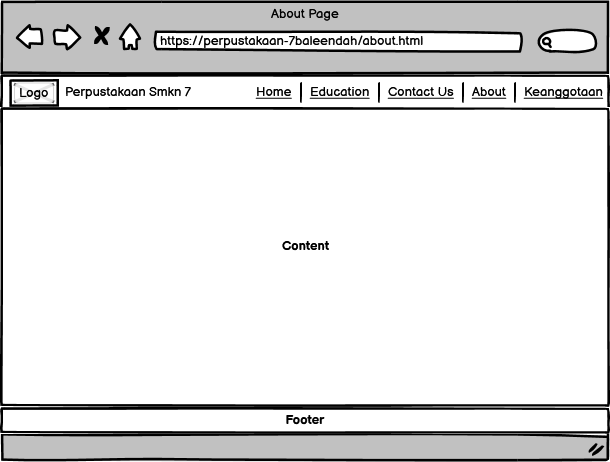 About Page
https://perpustakaan-7baleendah/about.html
Logo Perpustakaan Smkn 7 Home Education Contact Us About Keanggotaan
Content
Footer